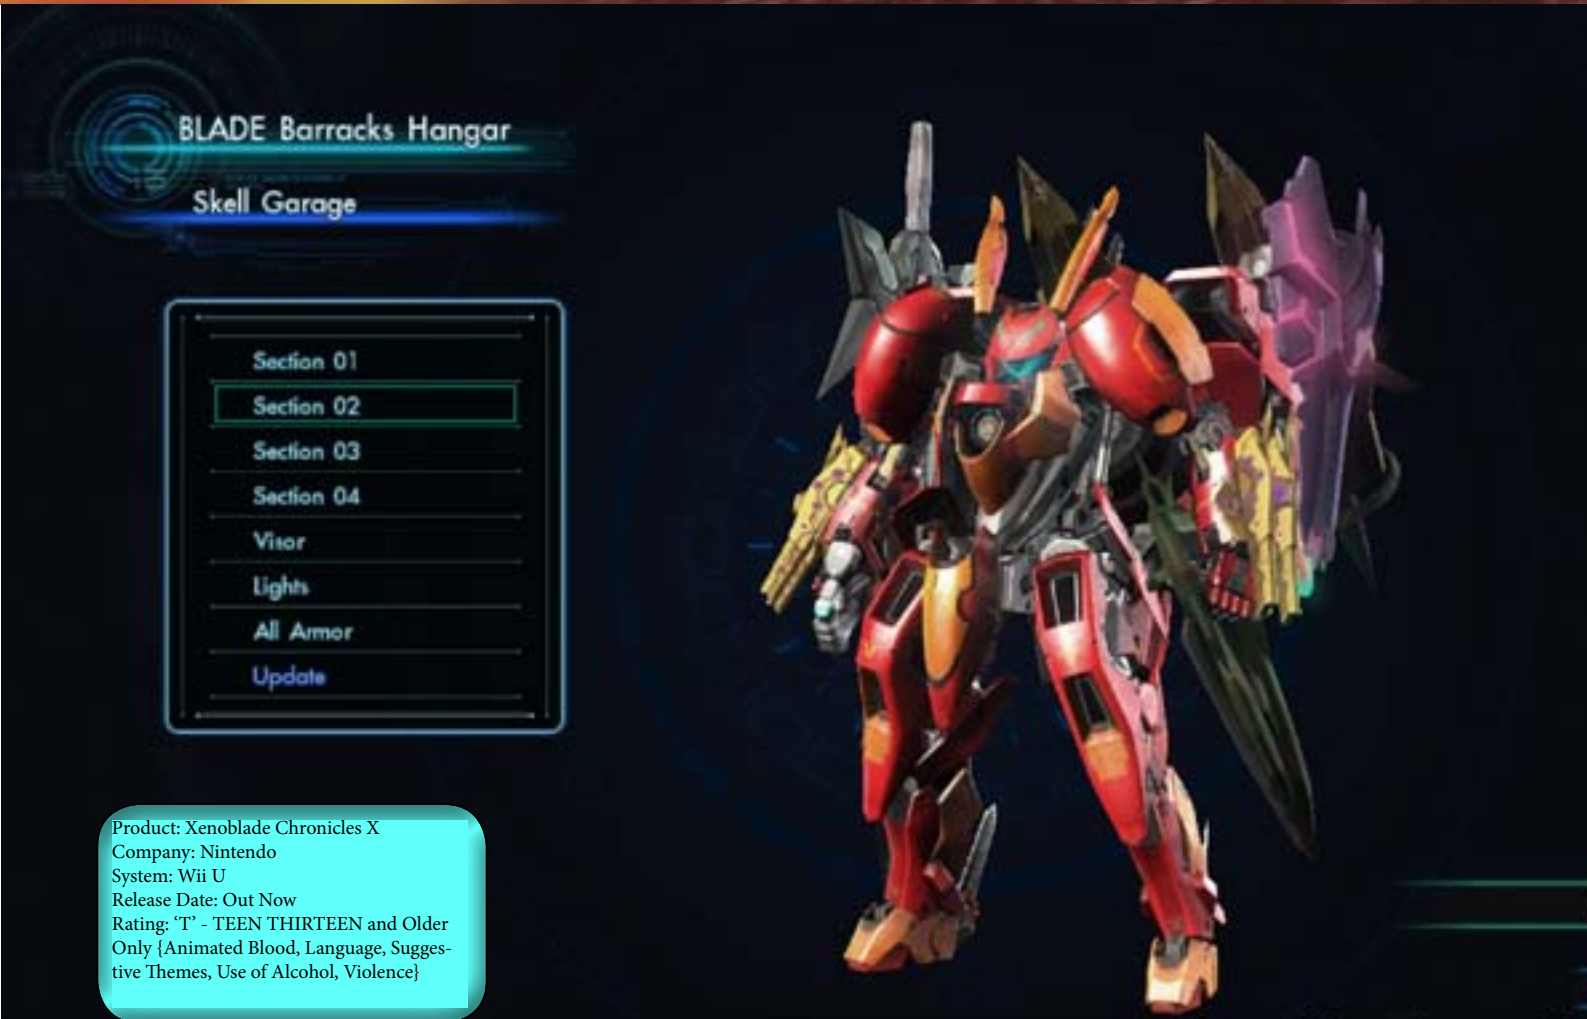 BLADE Barracks Hangar
Skell Garage
Section 01
Section 02
Section 03
Section 04
Visor
Lights
All Armor
Update
Product: Xenoblade Chronicles X
Company: Nintendo
System: Wii U
Release Date: Out Now
Rating: ‘T’ - TEEN THIRTEEN and Older
Only {Animated Blood, Language, Sugges-
tive Themes, Use of Alcohol, Violence}